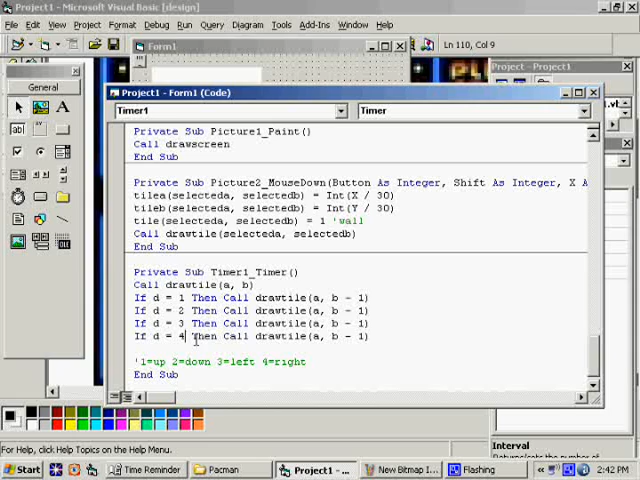 Project1 - Microsoft Visual Basic [design]
File Edit View Project Format Debug Run Query Diagram Tools Add-Ins Window Help
Form1
Ln 110, Col 9
Project - Project1
General
Project1 - Form1 (Code)
Timer1
Timer
Private Sub Picture1_Paint()
Call drawscreen
End Sub
Private Sub Picture2_MouseDown(Button As Integer, Shift As Integer, X A
tilea(selecteda, selectedb) = Int(X / 30)
tileb(selecteda, selectedb) = Int(Y / 30)
tile(selecteda, selectedb) = 1 'wall
Call drawtile(selecteda, selectedb)
End Sub
Private Sub Timer1_Timer()
Call drawtile(a, b)
If d = 1 Then Call drawtile(a, b - 1)
If d = 2 Then Call drawtile(a, b - 1)
If d = 3 Then Call drawtile(a, b - 1)
If d = 4 Then Call drawtile(a, b - 1)
'1=up 2=down 3=left 4=right
End Sub
Interval
Returns/sets the number of
For Help, click Help Topics on the Help Menu.
Start
Time Reminder
Pacman
Project1 - ...
New Bitmap I...
Flashing
2:42 PM